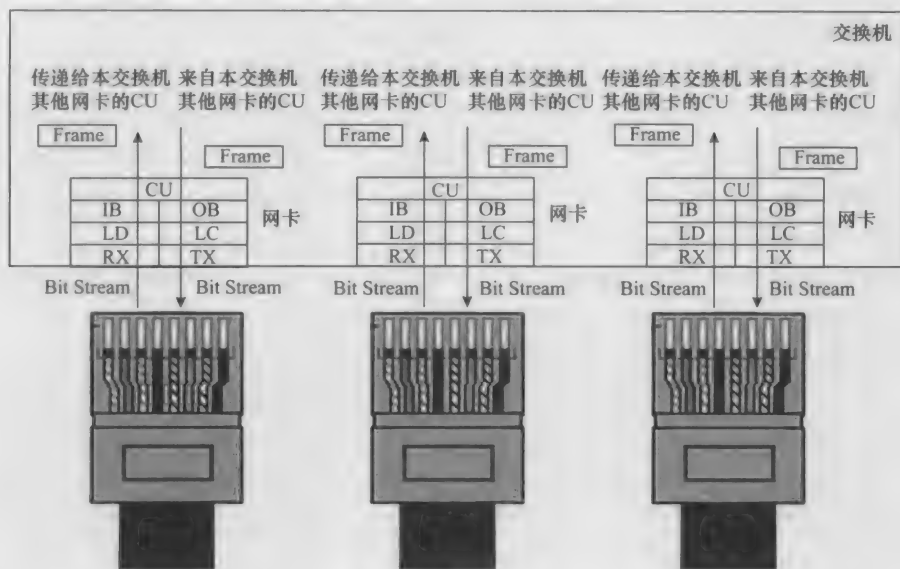 交换机
传递给本交换机 来自本交换机
其他网卡的CU 其他网卡的CU
Frame
Frame
CU
IB OB
LD LC
RX TX
网卡
Bit Stream Bit Stream
传递给本交换机 来自本交换机
其他网卡的CU 其他网卡的CU
Frame
Frame
CU
IB OB
LD LC
RX TX
网卡
Bit Stream Bit Stream
传递给本交换机 来自本交换机
其他网卡的CU 其他网卡的CU
Frame
Frame
CU
IB OB
LD LC
RX TX
网卡
Bit Stream Bit Stream